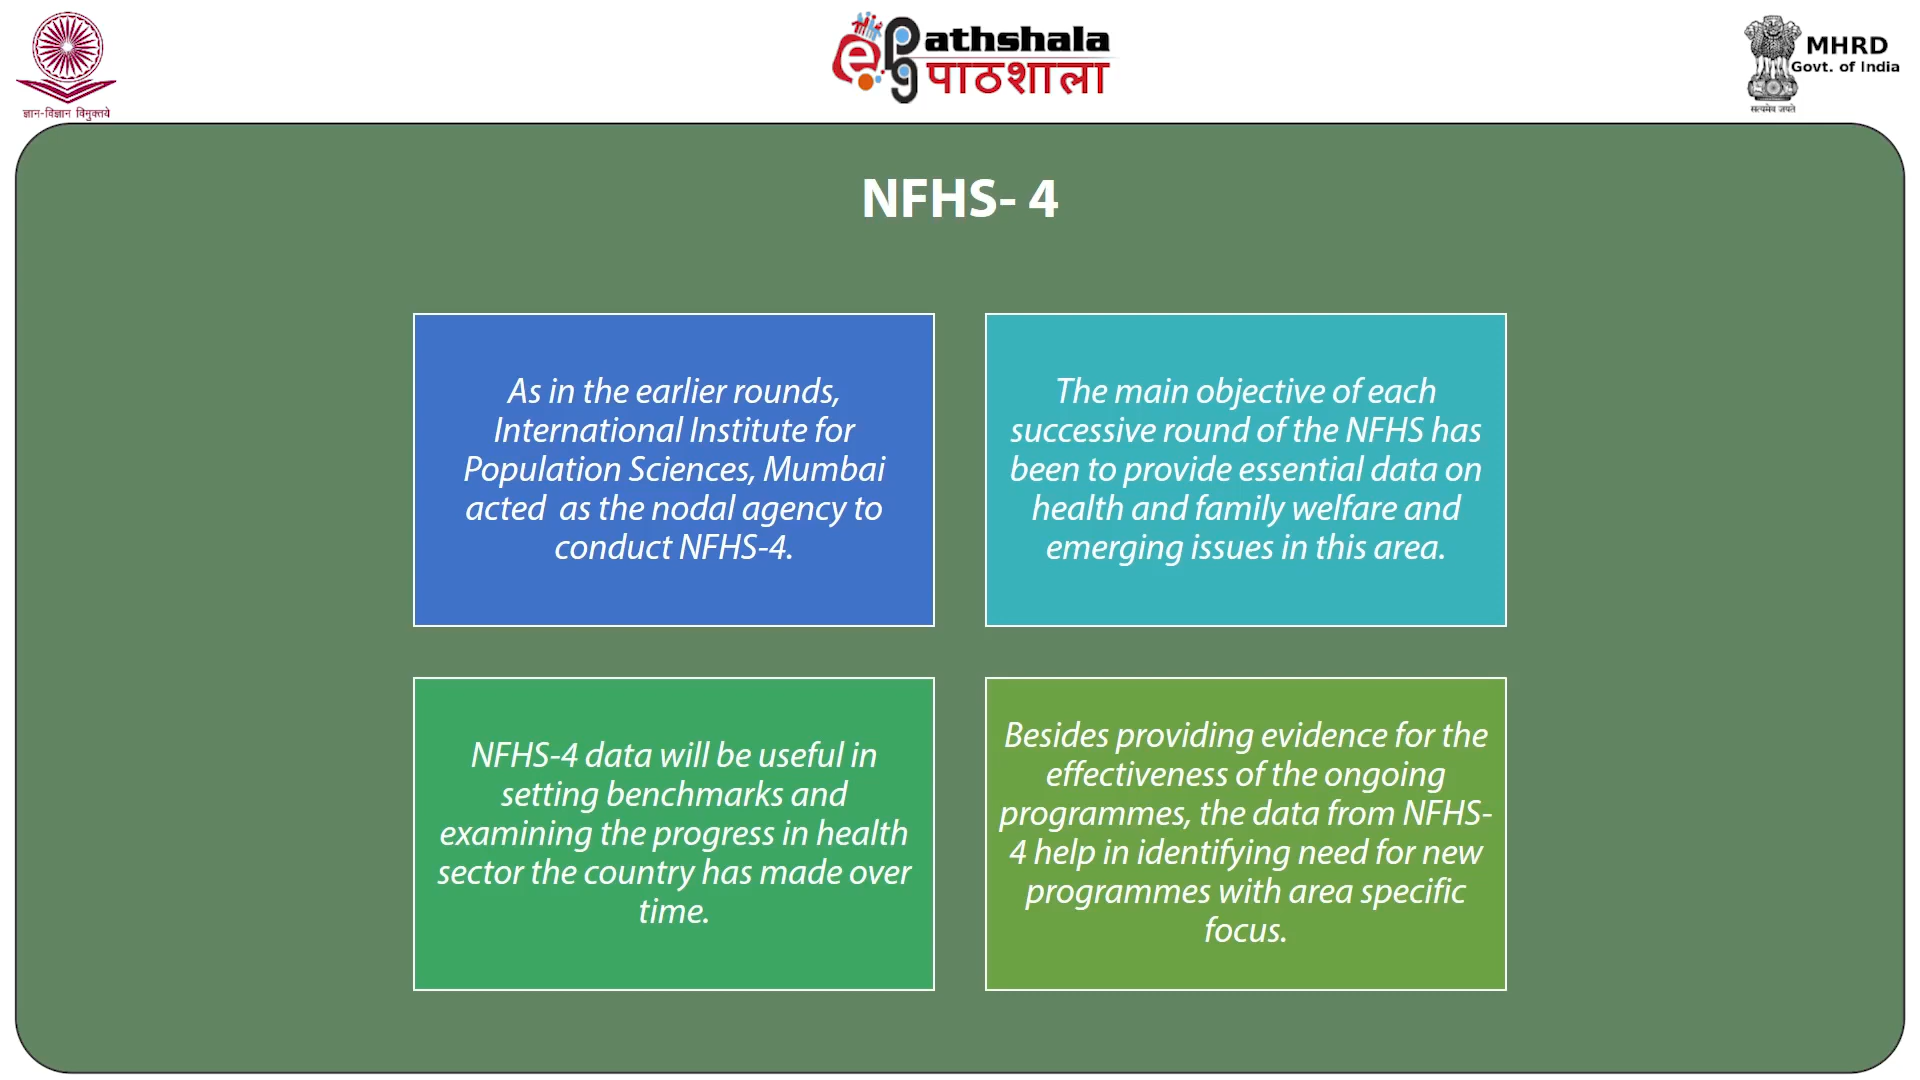 ज्ञान-विज्ञान विमुक्तये
ePG
athshala
पाठशाला
MHRD
Govt. of India
सत्यमेव जयते
NFHS- 4
As in the earlier rounds,
International Institute for
Population Sciences, Mumbai
acted  as the nodal agency to
conduct NFHS-4.
The main objective of each
successive round of the NFHS has
been to provide essential data on
health and family welfare and
emerging issues in this area.
NFHS-4 data will be useful in
setting benchmarks and
examining the progress in health
sector the country has made over
time.
Besides providing evidence for the
effectiveness of the ongoing
programmes, the data from NFHS-
4 help in identifying need for new
programmes with area specific
focus.